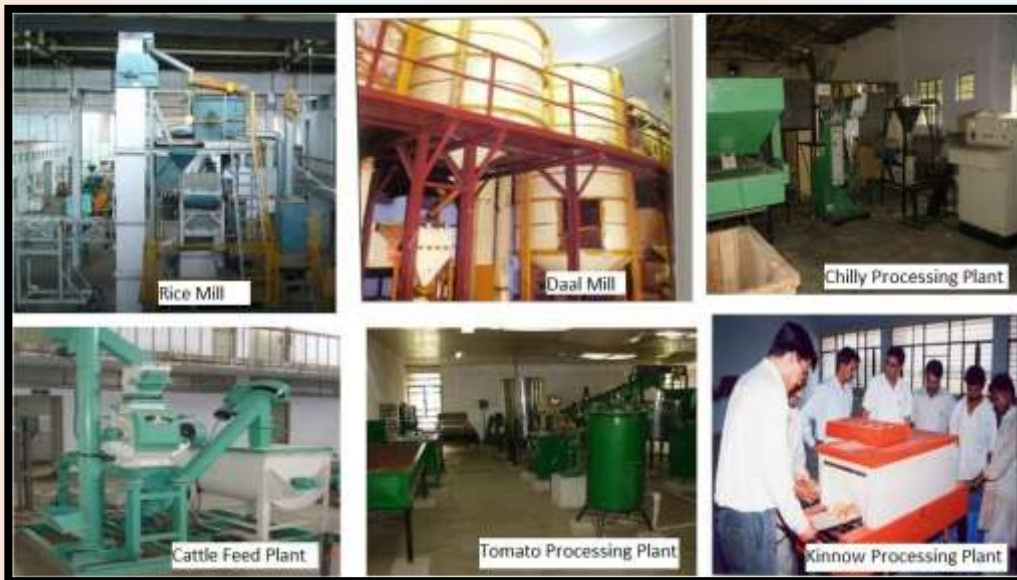 Rice Mill
Daal Mill
Chilly Processing Plant
Cattle Feed Plant
Tomato Processing Plant
Kinnow Processing Plant